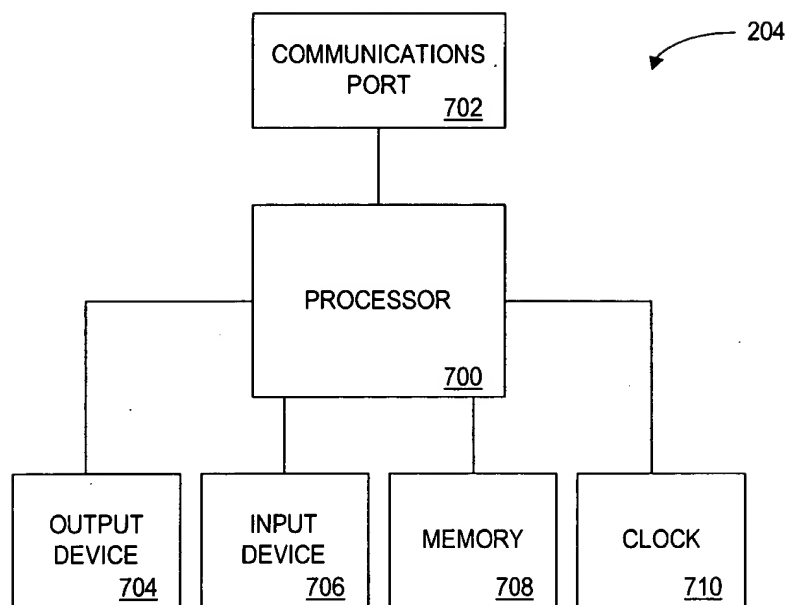 204
COMMUNICATIONS
PORT
702
PROCESSOR
700
OUTPUT
DEVICE
704
INPUT
DEVICE
706
MEMORY
708
CLOCK
710